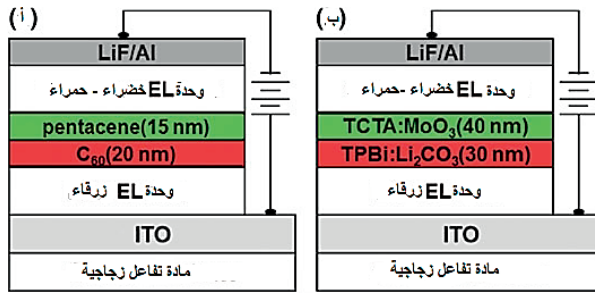 (أ)
LiF/Al
وحدة EL خضراء - حمراء
pentacene(15 nm)
C₆₀(20 nm)
وحدة EL زرقاء
ITO
مادة تفاعل زجاجية
(ب)
LiF/Al
وحدة EL خضراء -حمراء
TCTA:MoO₃(40 nm)
TPBi:Li₂CO₃(30 nm)
وحدة EL زرقاء
ITO
مادة تفاعل زجاجية